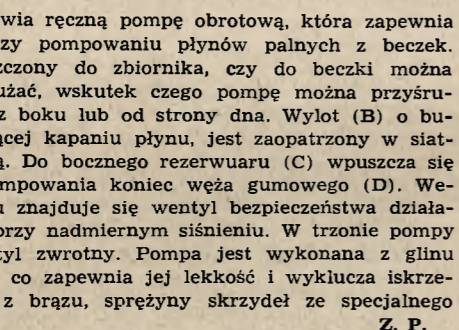 wia ręczną pompę obrotową, która zapewnia
zy pompowaniu płynów palnych z beczek.
czony do zbiornika, czy do beczki można
użać, wskutek czego pompę można przyśru-
z boku lub od strony dna. Wylot (B) o bu-
ącej kapaniu płynu, jest zaopatrzony w siat-
ą. Do bocznego rezerwuaru (C) wpuszcza się
mpowania koniec węża gumowego (D). We-
u znajduje się wentyl bezpieczeństwa działa-
przy nadmiernym siśnieniu. W trzonie pompy
tyl zwrotny. Pompa jest wykonana z glinu
co zapewnia jej lekkość i wyklucza iskrze-
z brązu, sprężyny skrzydeł ze specjalnego
Z. P.